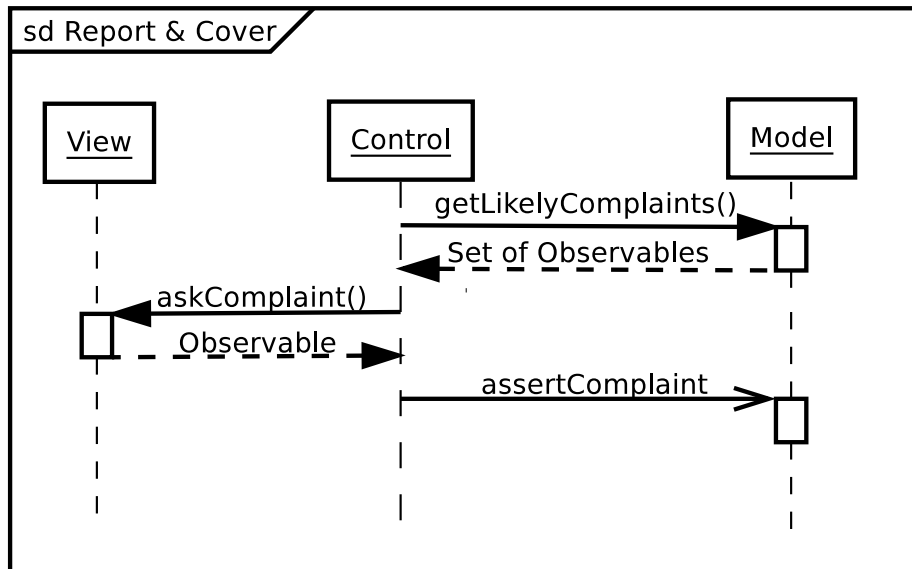 sd Report & Cover
View
Control
Model
getLikelyComplaints()
Set of Observables
askComplaint()
Observable
assertComplaint